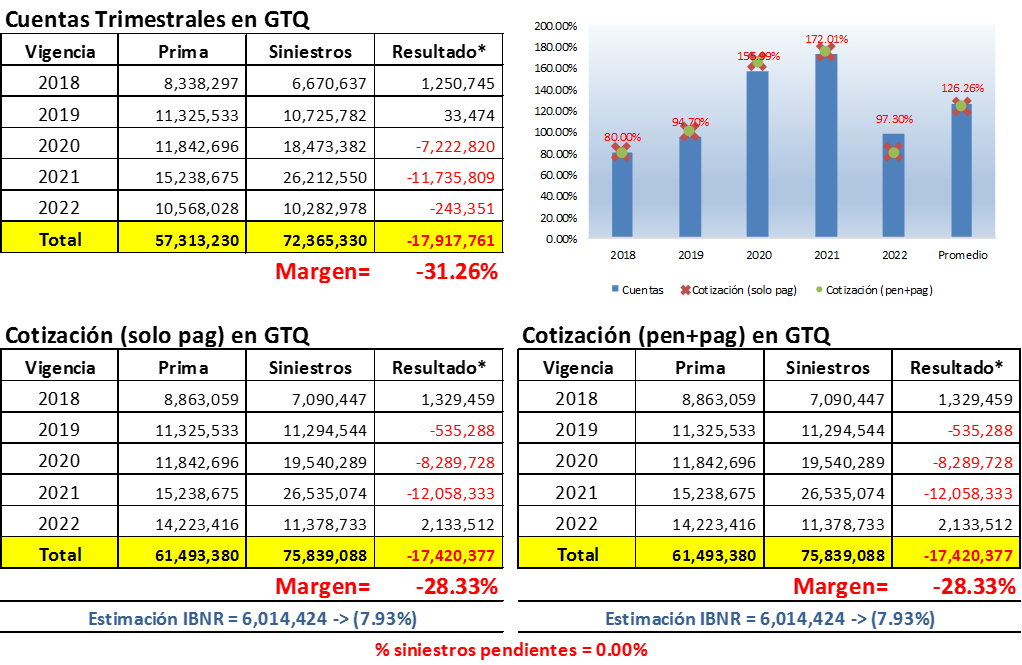 Cuentas Trimestrales en GTQ
Vigencia Prima Siniestros Resultado*
2018 8,338,297 6,670,637 1,250,745
2019 11,325,533 10,725,782 33,474
2020 11,842,696 18,473,382 -7,222,820
2021 15,238,675 26,212,550 -11,735,809
2022 10,568,028 10,282,978 -243,351
Total 57,313,230 72,365,330 -17,917,761
Margen= -31.26%
200.00%
180.00%
160.00%
140.00%
120.00%
100.00%
80.00%
60.00%
40.00%
20.00%
0.00%
80.00% 94.70% 155.99% 172.01% 97.30% 126.26%
2018 2019 2020 2021 2022 Promedio
Cuentas Cotización (solo pag) Cotización (pen+pag)
Cotización (solo pag) en GTQ
Vigencia Prima Siniestros Resultado*
2018 8,863,059 7,090,447 1,329,459
2019 11,325,533 11,294,544 -535,288
2020 11,842,696 19,540,289 -8,289,728
2021 15,238,675 26,535,074 -12,058,333
2022 14,223,416 11,378,733 2,133,512
Total 61,493,380 75,839,088 -17,420,377
Margen= -28.33%
Estimación IBNR = 6,014,424 -> (7.93%)
Cotización (pen+pag) en GTQ
Vigencia Prima Siniestros Resultado*
2018 8,863,059 7,090,447 1,329,459
2019 11,325,533 11,294,544 -535,288
2020 11,842,696 19,540,289 -8,289,728
2021 15,238,675 26,535,074 -12,058,333
2022 14,223,416 11,378,733 2,133,512
Total 61,493,380 75,839,088 -17,420,377
Margen= -28.33%
Estimación IBNR = 6,014,424 -> (7.93%)
% siniestros pendientes = 0.00%